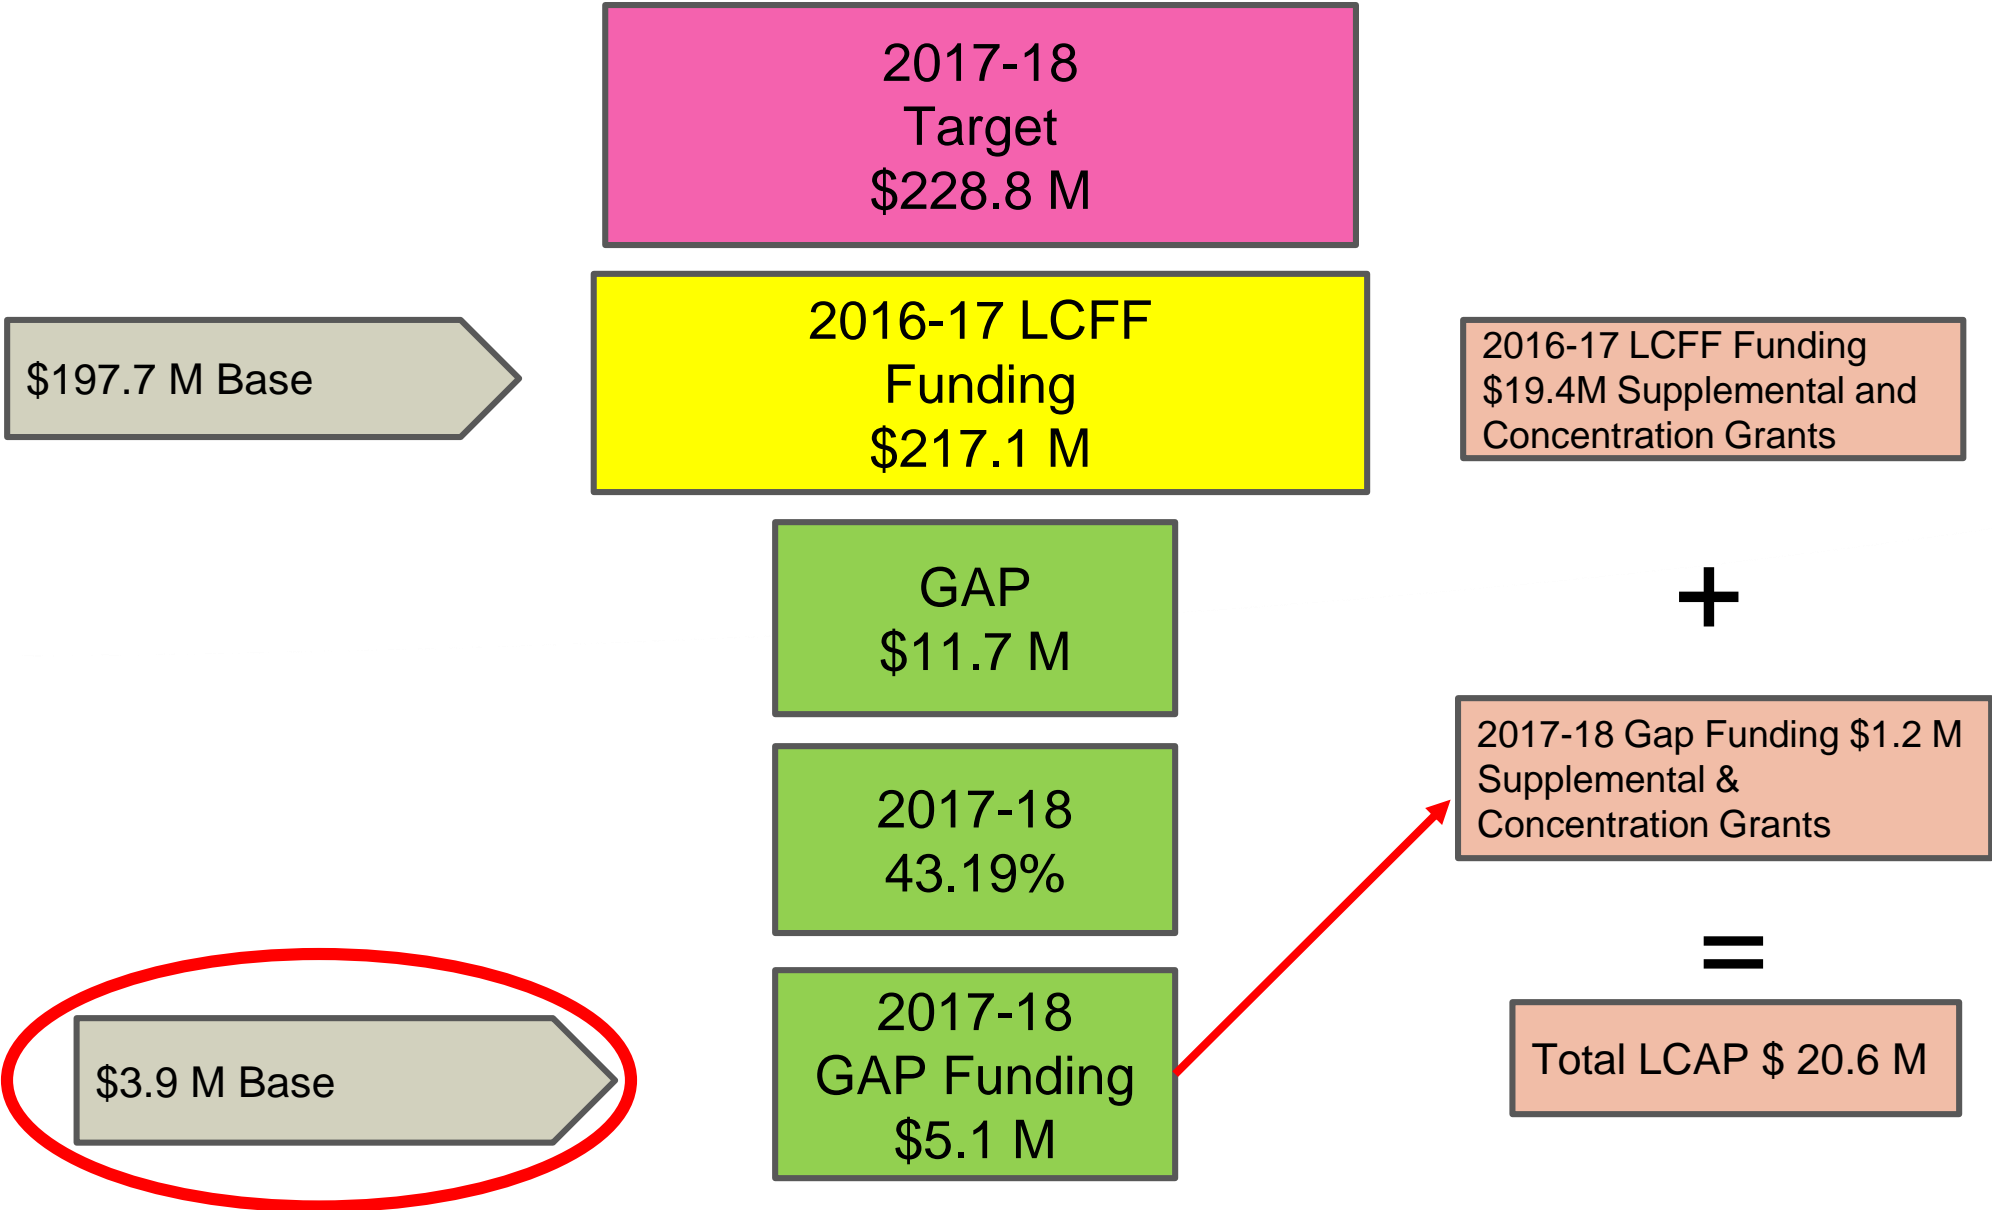 2017-18
Target
$228.8 M
$197.7 M Base
2016-17 LCFF
Funding
$217.1 M
2016-17 LCFF Funding
$19.4M Supplemental and
Concentration Grants
GAP
$11.7 M
+
2017-18 Gap Funding $1.2 M
Supplemental &
Concentration Grants
2017-18
43.19%
=
$3.9 M Base
2017-18
GAP Funding
$5.1 M
Total LCAP $ 20.6 M